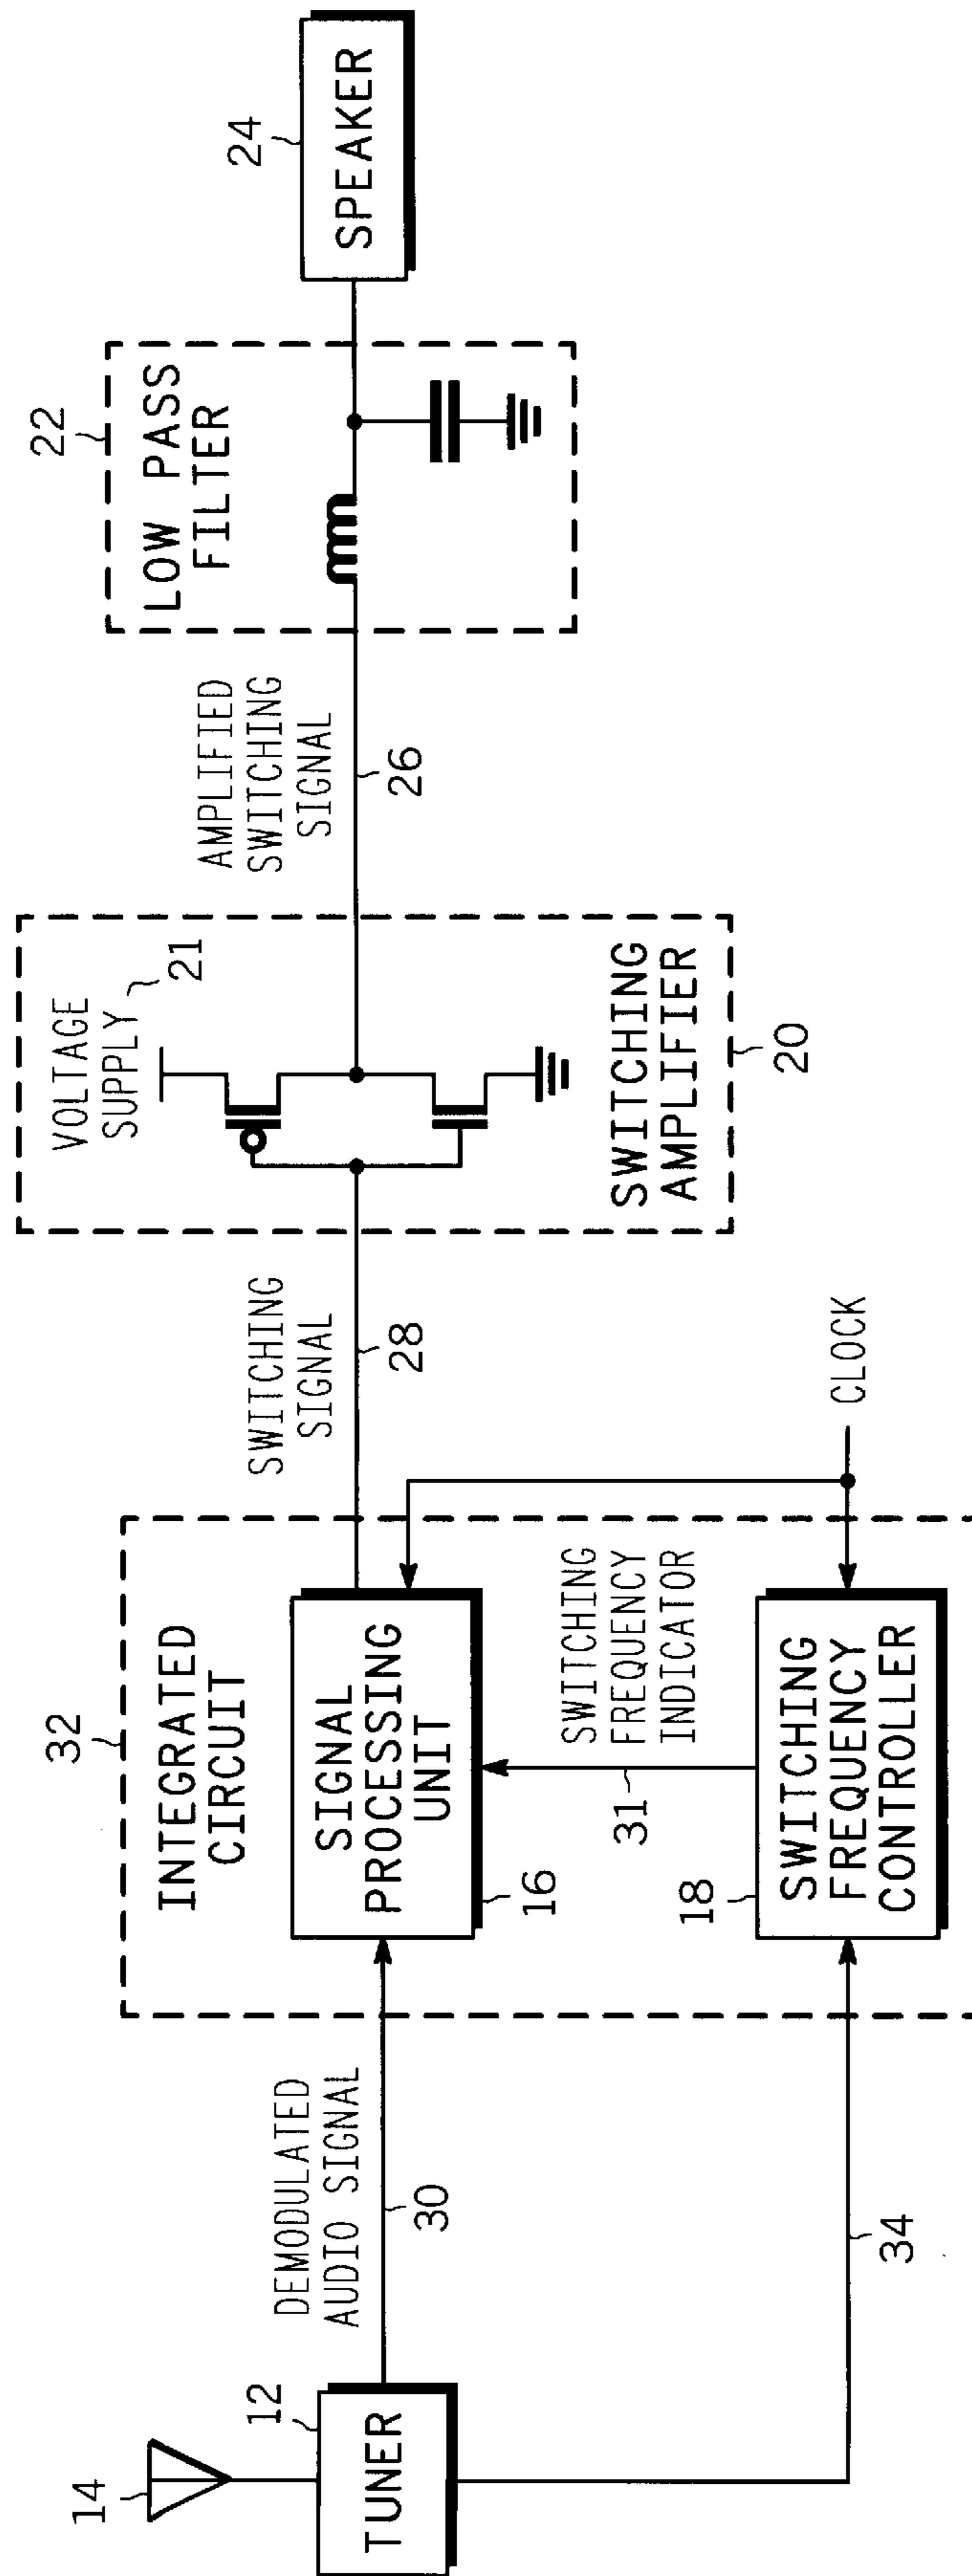 14
12
TUNER
DEMODULATED
AUDIO SIGNAL
30
34
32
INTEGRATED
CIRCUIT
SIGNAL
PROCESSING
UNIT
16
SWITCHING
FREQUENCY
INDICATOR
31
18
SWITCHING
FREQUENCY
CONTROLLER
CLOCK
SWITCHING
SIGNAL
28
VOLTAGE
SUPPLY
21
SWITCHING
AMPLIFIER
20
AMPLIFIED
SWITCHING
SIGNAL
26
22
LOW PASS
FILTER
24
SPEAKER